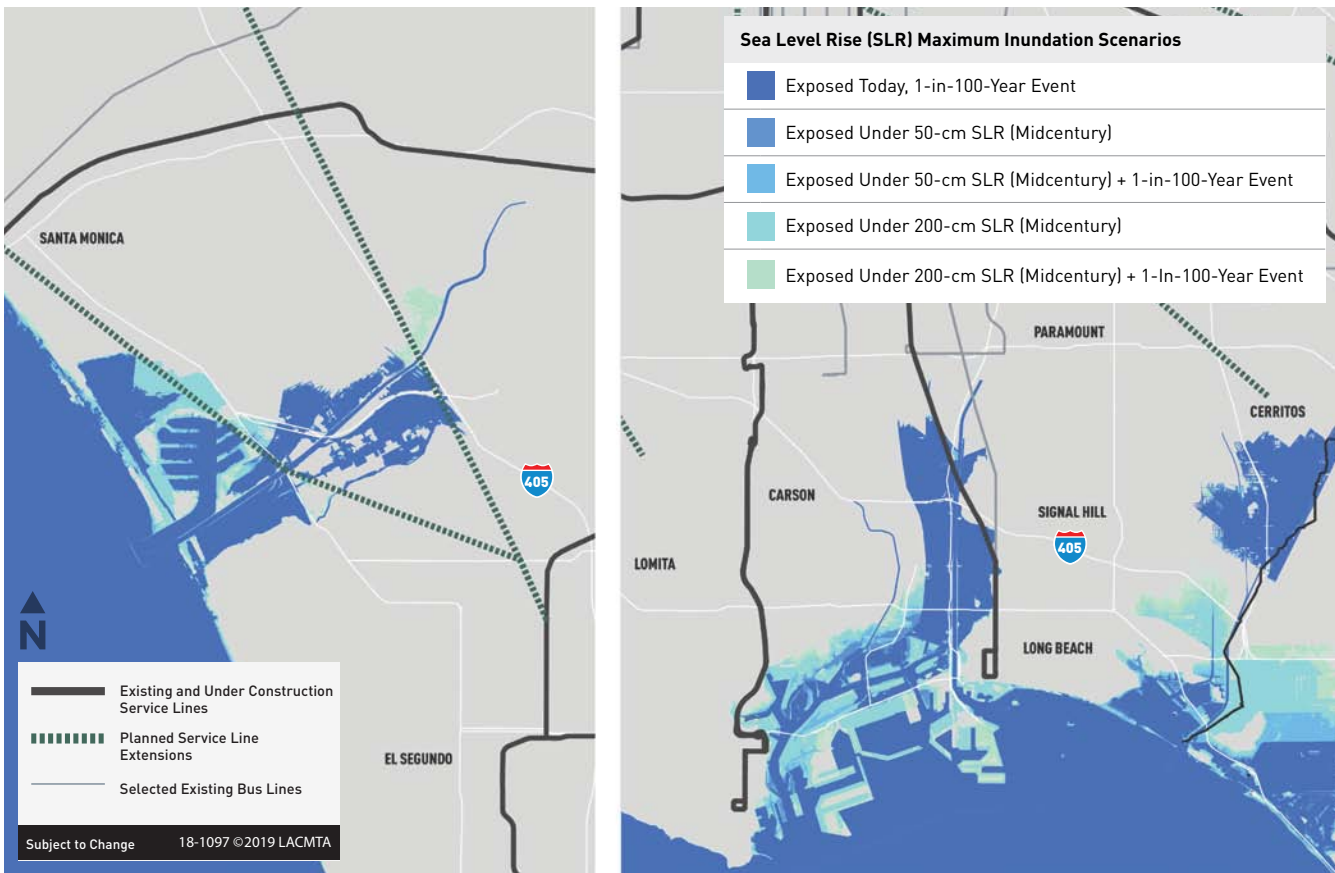 SANTA MONICA
405
N
EL SEGUNDO
Existing and Under Construction
Service Lines
Planned Service Line
Extensions
Selected Existing Bus Lines
Subject to Change 18-1097 ©2019 LACMTA
Sea Level Rise (SLR) Maximum Inundation Scenarios
Exposed Today, 1-in-100-Year Event
Exposed Under 50-cm SLR (Midcentury)
Exposed Under 50-cm SLR (Midcentury) + 1-in-100-Year Event
Exposed Under 200-cm SLR (Midcentury)
Exposed Under 200-cm SLR (Midcentury) + 1-In-100-Year Event
PARAMOUNT
CERRITOS
CARSON
SIGNAL HILL
405
LOMITA
LONG BEACH